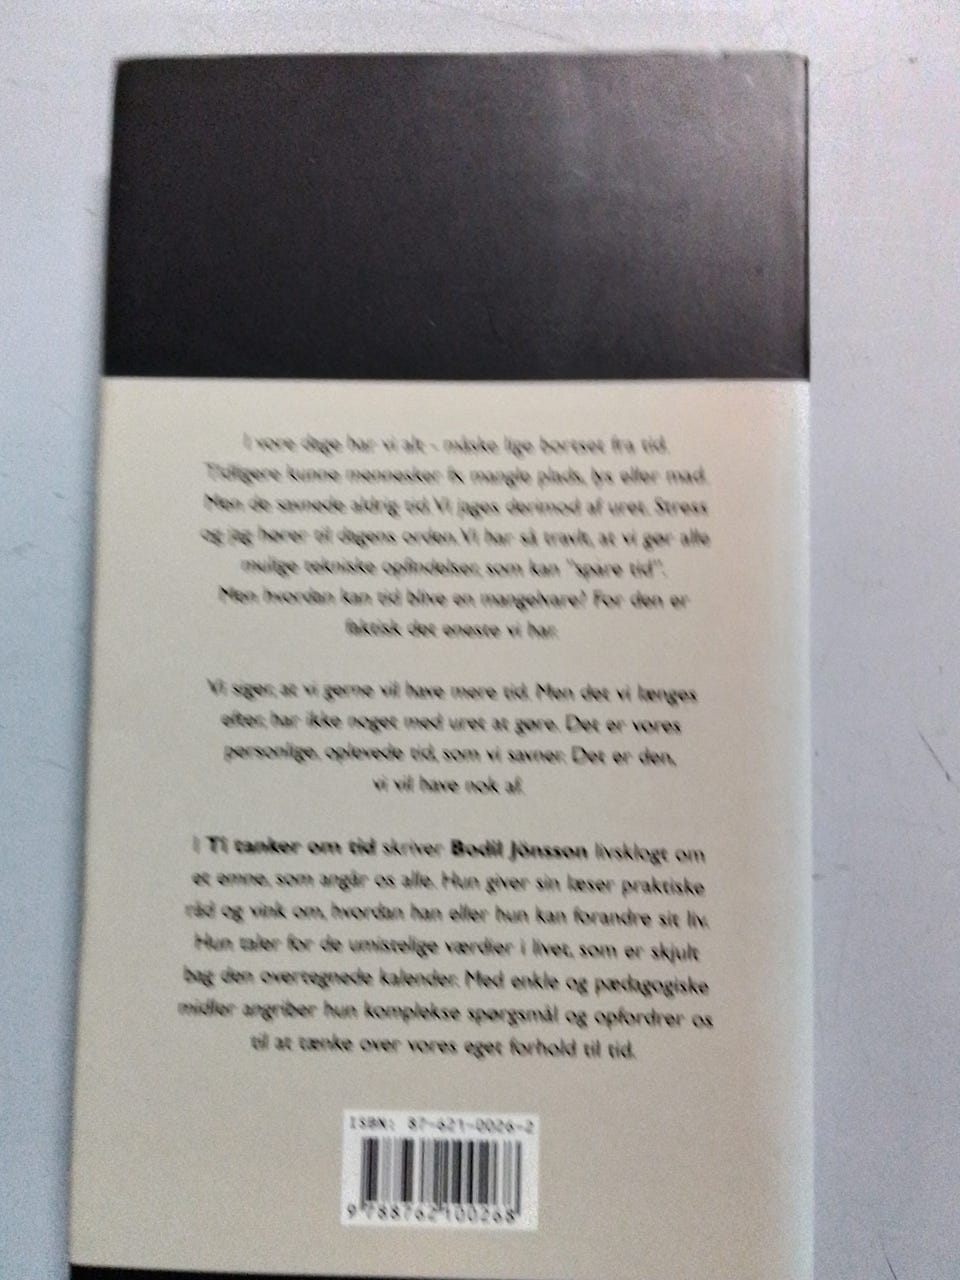 I vore dage har vi alt - måske lige bortset fra tid.
Tidligere kunne mennesker fx mangle plads, lys eller mad.
Men de savnede aldrig tid. Vi jages derimod af uret. Stress
og jag hører til dagens orden. Vi har så travlt, at vi gør alle
mulige tekniske opfindelser, som kan "spare tid".
Men hvordan kan tid blive en mangelvare? For den er
faktisk det eneste vi har.
Vi siger, at vi gerne vil have mere tid. Men det vi længes
efter, har ikke noget med uret at gøre. Det er vores
personlige, oplevede tid, som vi savner. Det er den,
vi vil have nok af.
I Ti tanker om tid skriver Bodil Jönsson livsklogt om
et emne, som angår os alle. Hun giver sin læser praktiske
råd og vink om, hvordan han eller hun kan forandre sit liv.
Hun taler for de umistelige værdier i livet, som er skjult
bag den overtegnede kalender. Med enkle og pædagogiske
midler angriber hun komplekse spørgsmål og opfordrer os
til at tænke over vores eget forhold til tid.
ISBN: 87-621-0026-2
9 788762 100268